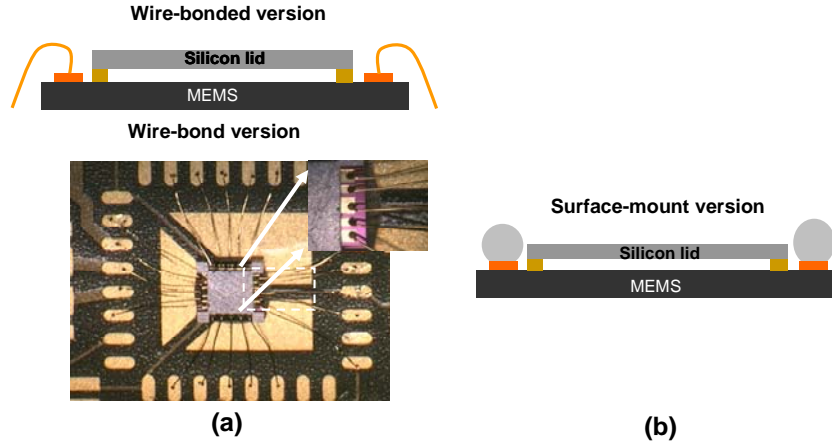 Wire-bonded version
Silicon lid
MEMS
Wire-bond version
(a)
Surface-mount version
Silicon lid
MEMS
(b)